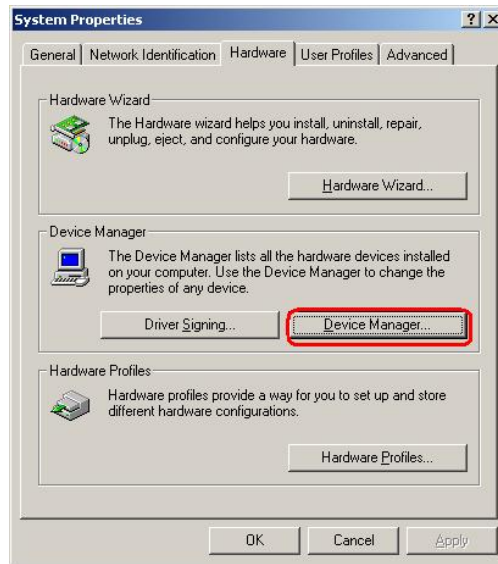 System Properties
General
Network Identification
Hardware
User Profiles
Advanced
Hardware Wizard
The Hardware wizard helps you install, uninstall, repair,
unplug, eject, and configure your hardware.
Hardware Wizard...
Device Manager
The Device Manager lists all the hardware devices installed
on your computer. Use the Device Manager to change the
properties of any device.
Driver Signing...
Device Manager...
Hardware Profiles
Hardware profiles provide a way for you to set up and store
different hardware configurations.
Hardware Profiles...
OK
Cancel
Apply